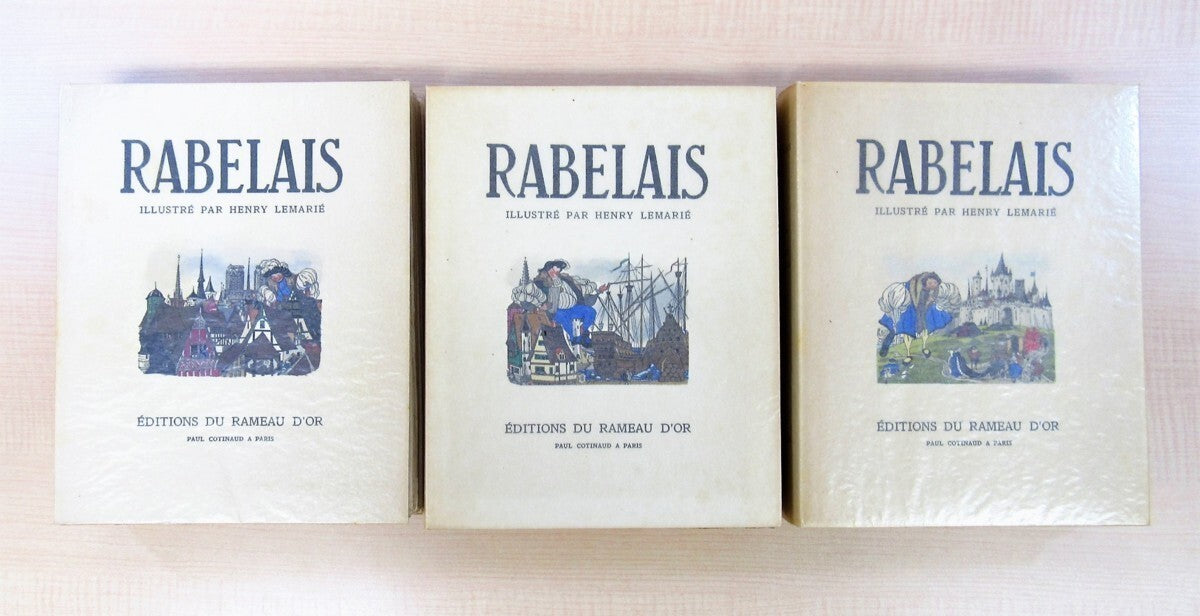 RABELAIS
ILLUSTRÉ PAR HENRY LEMARIÉ
ÉDITIONS DU RAMEAU D'OR
PAUL COTINAUD A PARIS
RABELAIS
ILLUSTRÉ PAR HENRY LEMARIÉ
ÉDITIONS DU RAMEAU D'OR
PAUL COTINAUD A PARIS
RABELAIS
ILLUSTRÉ PAR HENRY LEMARIÉ
ÉDITIONS DU RAMEAU D'OR
PAUL COTINAUD A PARIS